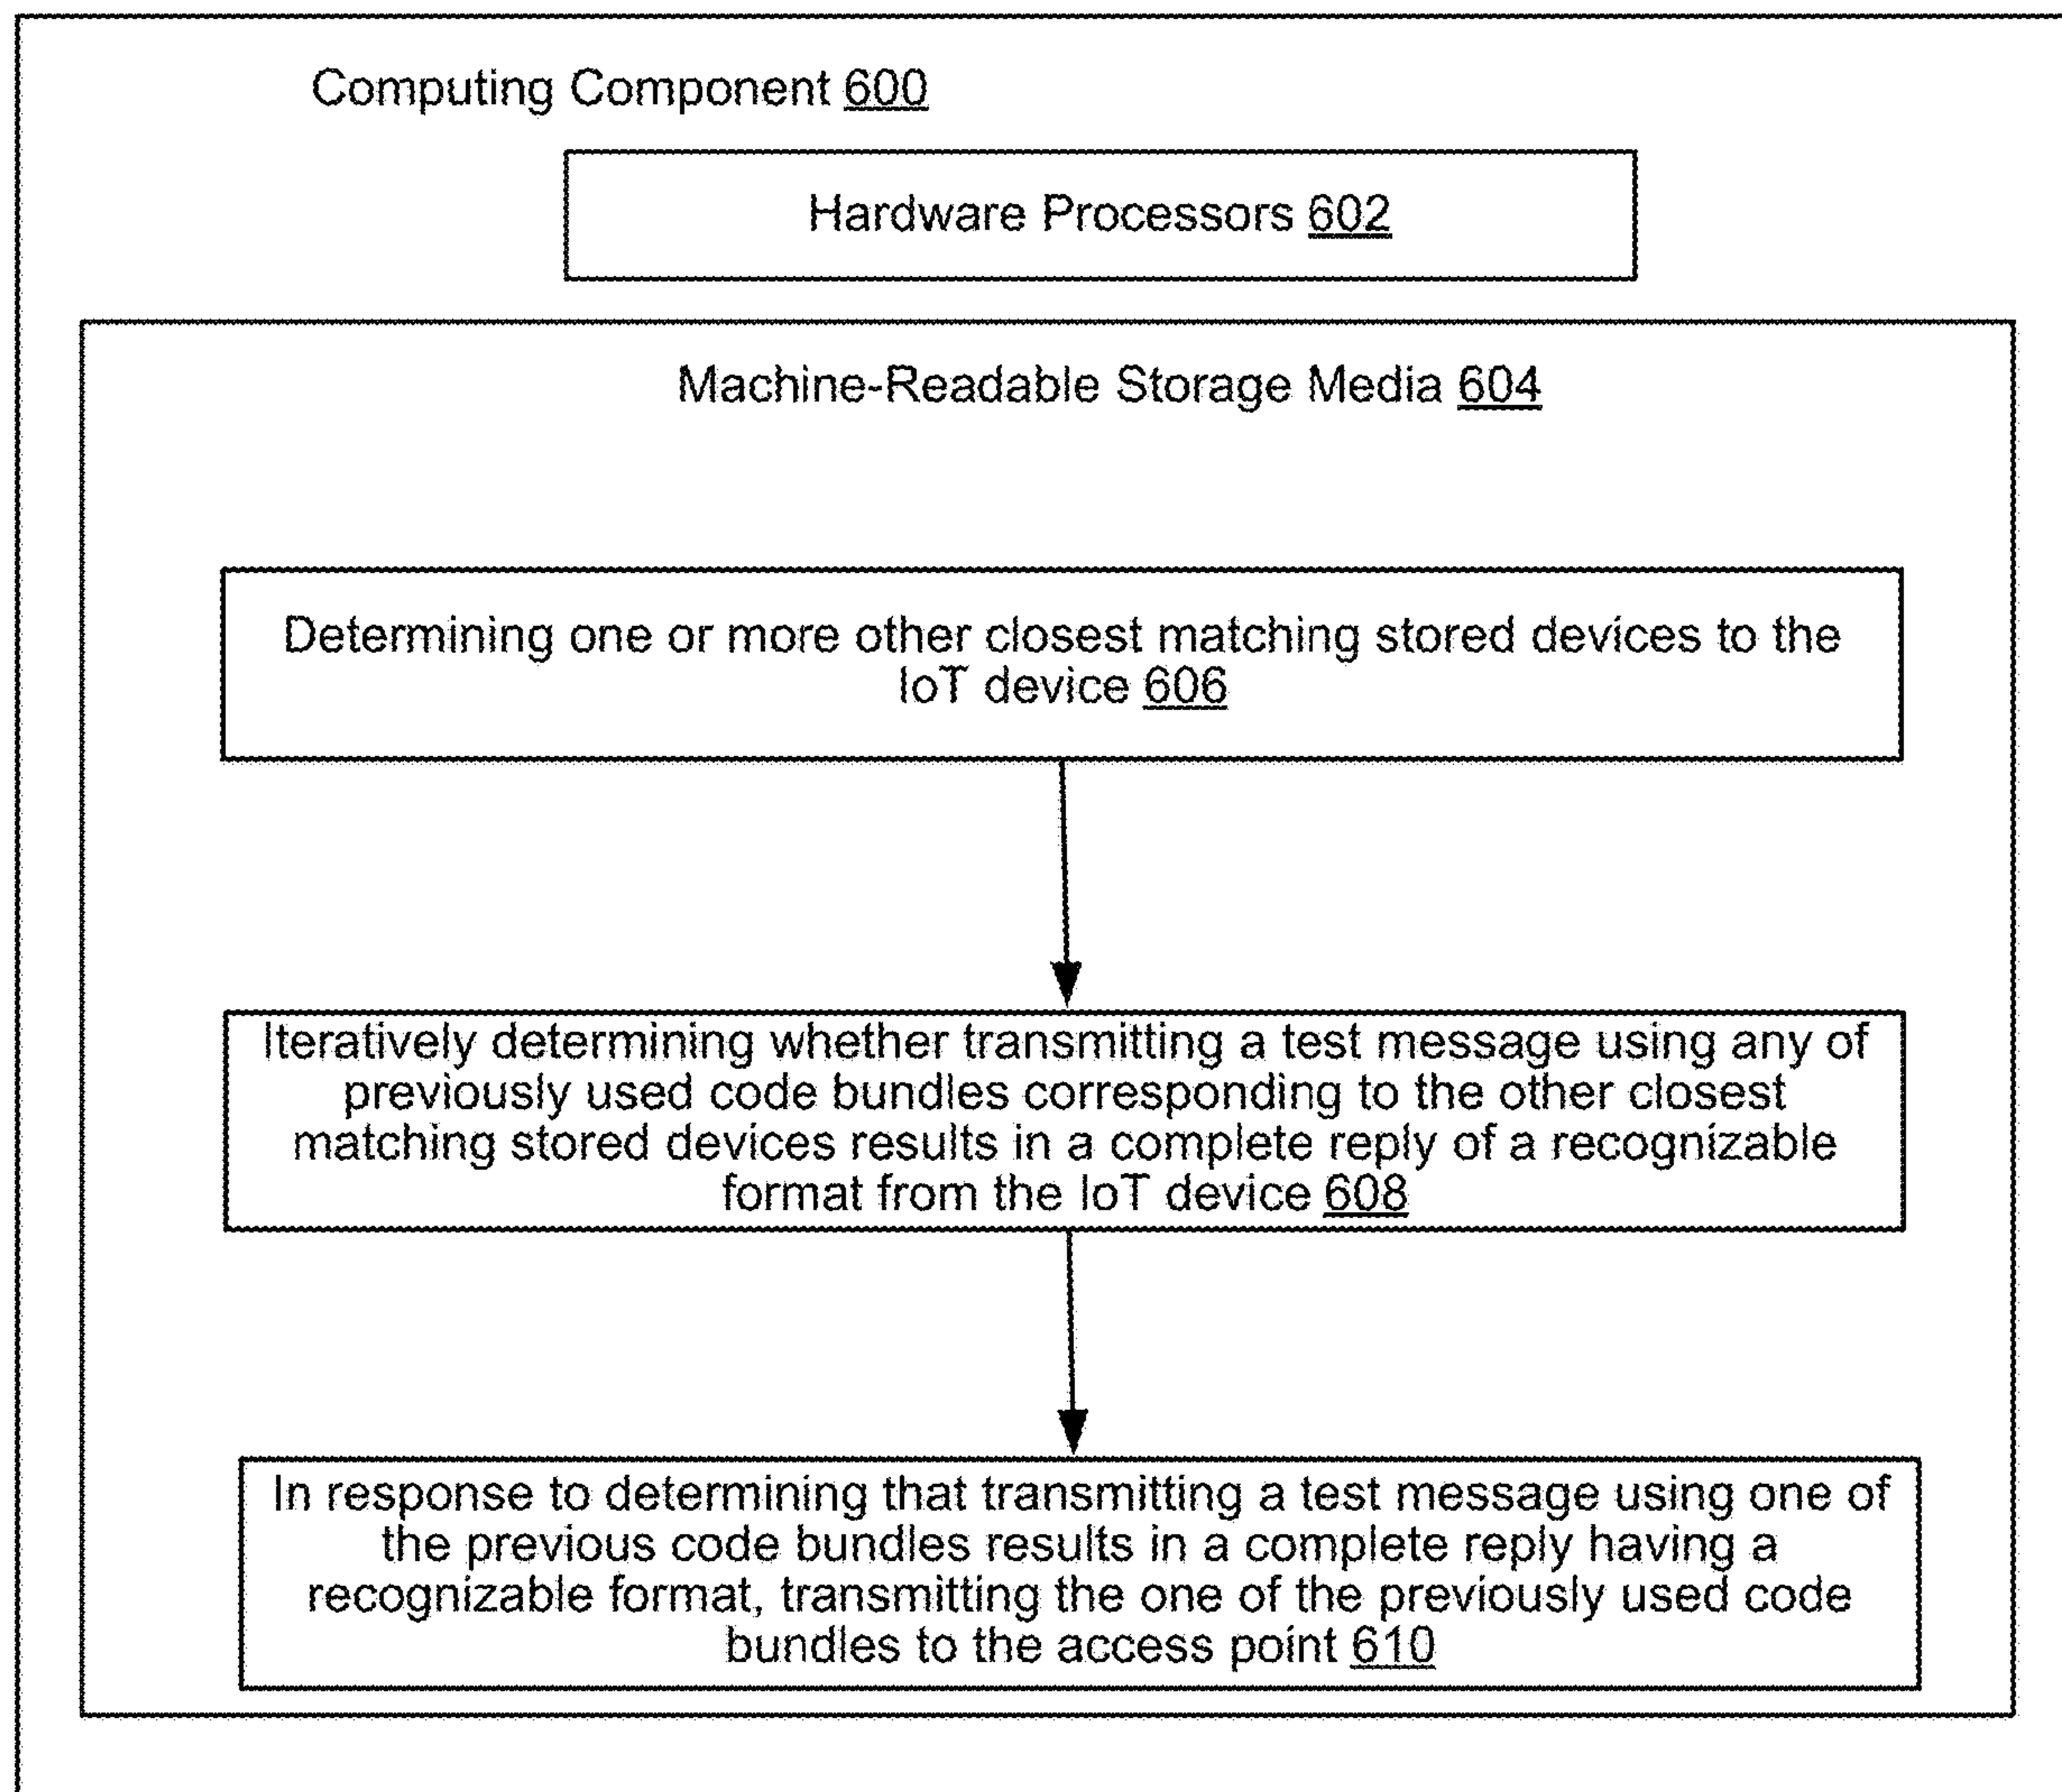 Computing Component 600
Hardware Processors 602
Machine-Readable Storage Media 604
Determining one or more other closest matching stored devices to the
IoT device 606
Iteratively determining whether transmitting a test message using any of
previously used code bundles corresponding to the other closest
matching stored devices results in a complete reply of a recognizable
format from the IoT device 608
In response to determining that transmitting a test message using one of
the previous code bundles results in a complete reply having a
recognizable format, transmitting the one of the previously used code
bundles to the access point 610